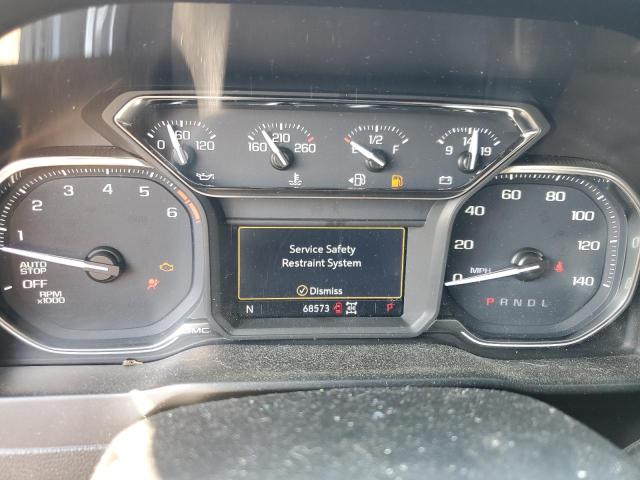 0 60 120
160 210 260
E 1/2 F
9 14 19
1 2 3 4 5 6
AUTO
STOP
OFF
RPM
x1000
Service Safety
Restraint System
Dismiss
N 68573 P
GMC
0 20 40 60 80 100 120 140
MPH
P R N D L